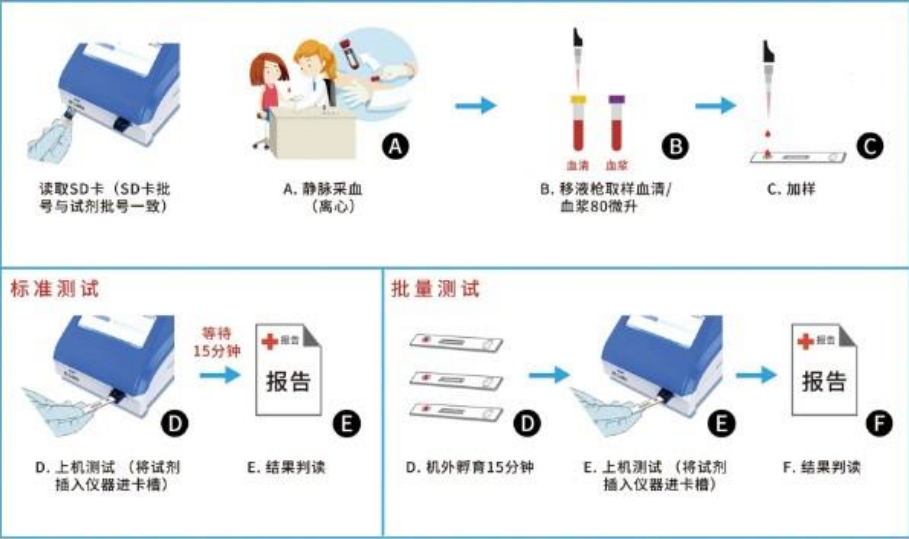 读取SD卡（SD卡批
号与试剂批号一致）
A
A. 静脉采血
（离心）
血清 血浆
B
B. 移液枪取样血清/
血浆80微升
C
C. 加样
标准测试
D
D. 上机测试 （将试剂
插入仪器进卡槽）
等待
15分钟
报告
报告
E
E. 结果判读
批量测试
D
D. 机外孵育15分钟
E
E. 上机测试 （将试剂
插入仪器进卡槽）
报告
报告
F
F. 结果判读